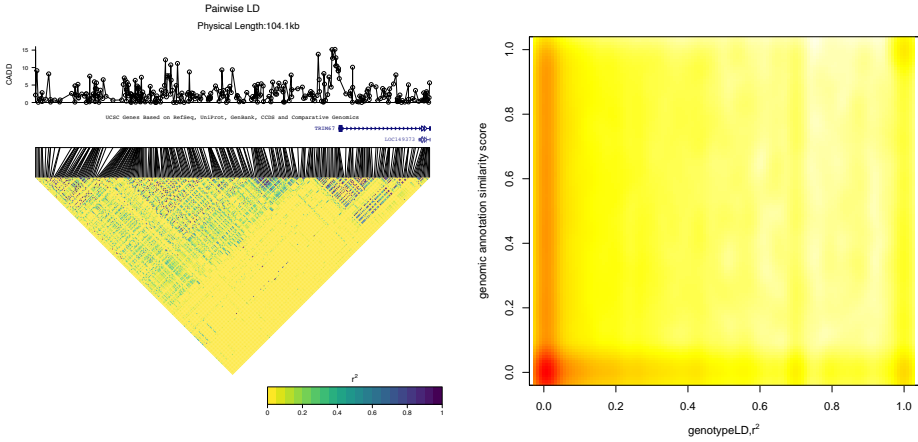 Pairwise LD
Physical Length:104.1kb
CADD
15
10
5
0
UCSC Genes Based on RefSeq, UniProt, GenBank, CCDS and Comparative Genomics
TRIM67
LOC149373
r²
0 0.2 0.4 0.6 0.8 1
genomic annotation similarity score
1.0
0.8
0.6
0.4
0.2
0.0
0.0 0.2 0.4 0.6 0.8 1.0
genotypeLD,r²